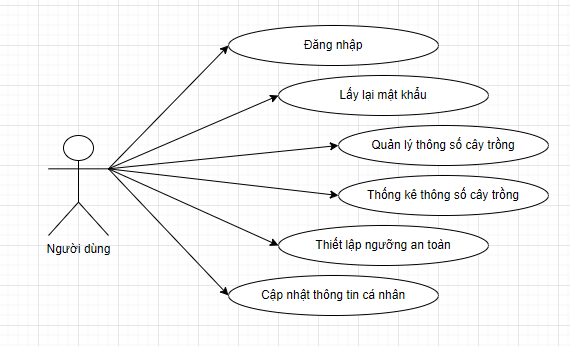 Đăng nhập
Lấy lại mật khẩu
Quản lý thông số cây trồng
Thống kê thông số cây trồng
Người dùng
Thiết lập ngưỡng an toàn
Cập nhật thông tin cá nhân